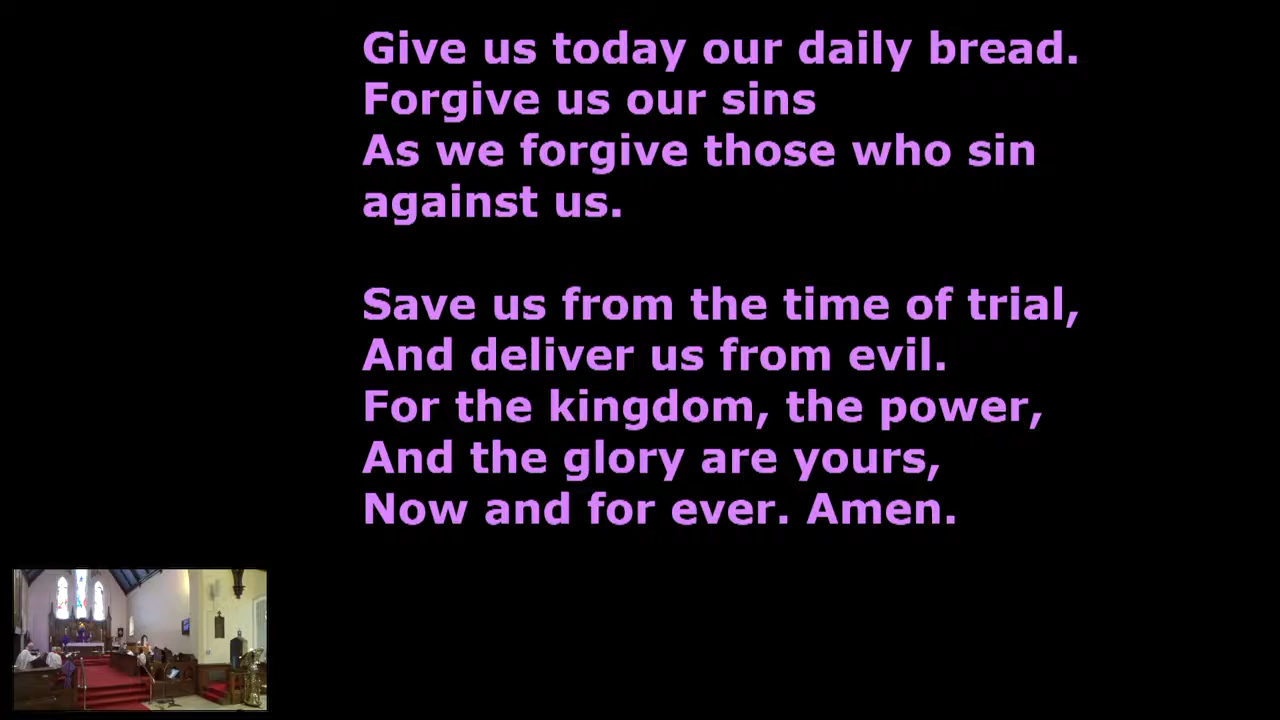 Give us today our daily bread.
Forgive us our sins
As we forgive those who sin
against us.
Save us from the time of trial,
And deliver us from evil.
For the kingdom, the power,
And the glory are yours,
Now and for ever. Amen.